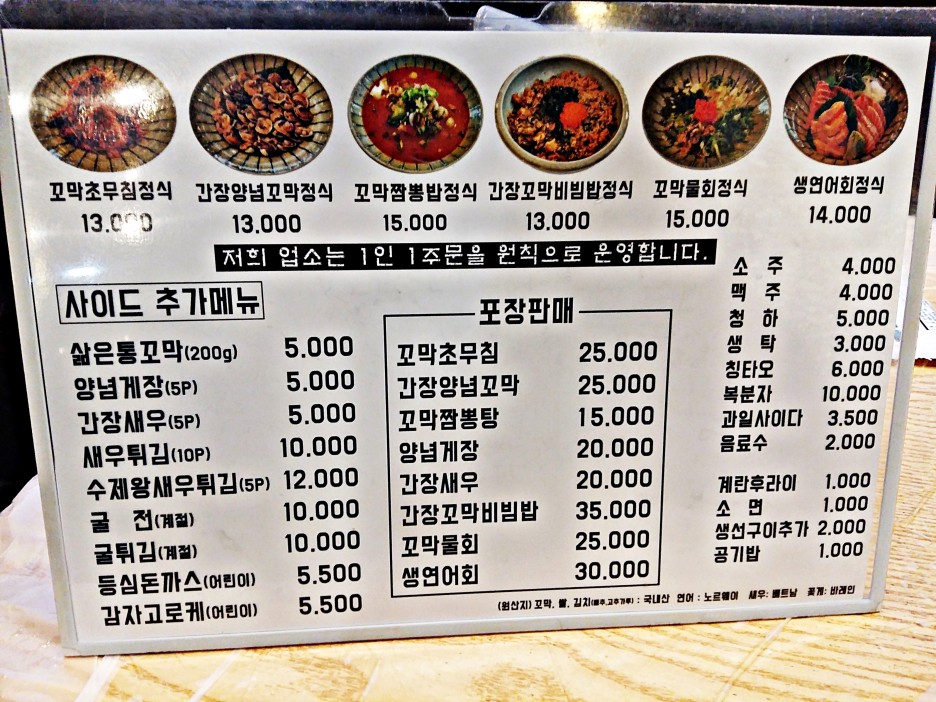 꼬막초무침정식 간장양념꼬막정식 꼬막짬뽕밥정식 간장꼬막비빔밥정식 꼬막물회정식 생연어회정식
13.000 13.000 15.000 13.000 15.000 14.000
저희 업소는 1인 1주문을 원칙으로 운영합니다.
사이드 추가메뉴
삶은통꼬막(200g) 5.000
양념게장(5P) 5.000
간장새우(5P) 5.000
새우튀김(10P) 10.000
수제왕새우튀김(5P) 12.000
굴 전(계절) 10.000
굴튀김(계절) 10.000
등심돈까스(어린이) 5.500
감자고로케(어린이) 5.500
포장판매
꼬막초무침 25.000
간장양념꼬막 25.000
꼬막짬뽕탕 15.000
양념게장 20.000
간장새우 20.000
간장꼬막비빔밥 35.000
꼬막물회 25.000
생연어회 30.000
소 주 4.000
맥 주 4.000
청 하 5.000
생 탁 3.000
칭타오 6.000
복분자 10.000
과일사이다 3.500
음료수 2.000
계란후라이 1.000
소 면 1.000
생선구이추가 2.000
공기밥 1.000
(원산지) 꼬막, 쌀, 김치(배추,고추가루) : 국내산 연어 : 노르웨이 새우: 베트남 꽃게: 바레인